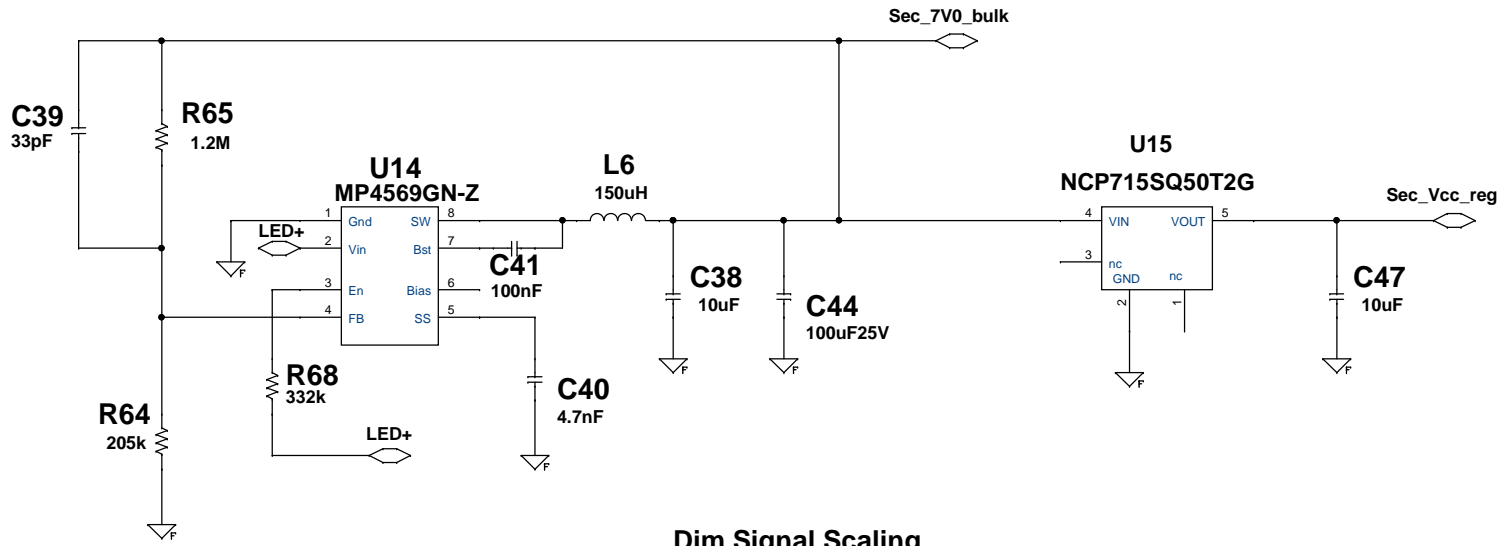 Sec_7V0_bulk
C39
33pF
R65
1.2M
U14
MP4569GN-Z
L6
150uH
U15
NCP715SQ50T2G
Sec_Vcc_reg
LED+
1
Gnd
SW
8
2
Vin
Bst
7
3
En
Bias
6
4
FB
SS
5
C41
100nF
C38
10uF
C44
100uF25V
4
VIN
VOUT
5
3
nc
GND
nc
2
1
C47
10uF
F
F
F
F
F
R68
332k
C40
4.7nF
R64
205k
LED+
F
F
Dim Signal Scaling